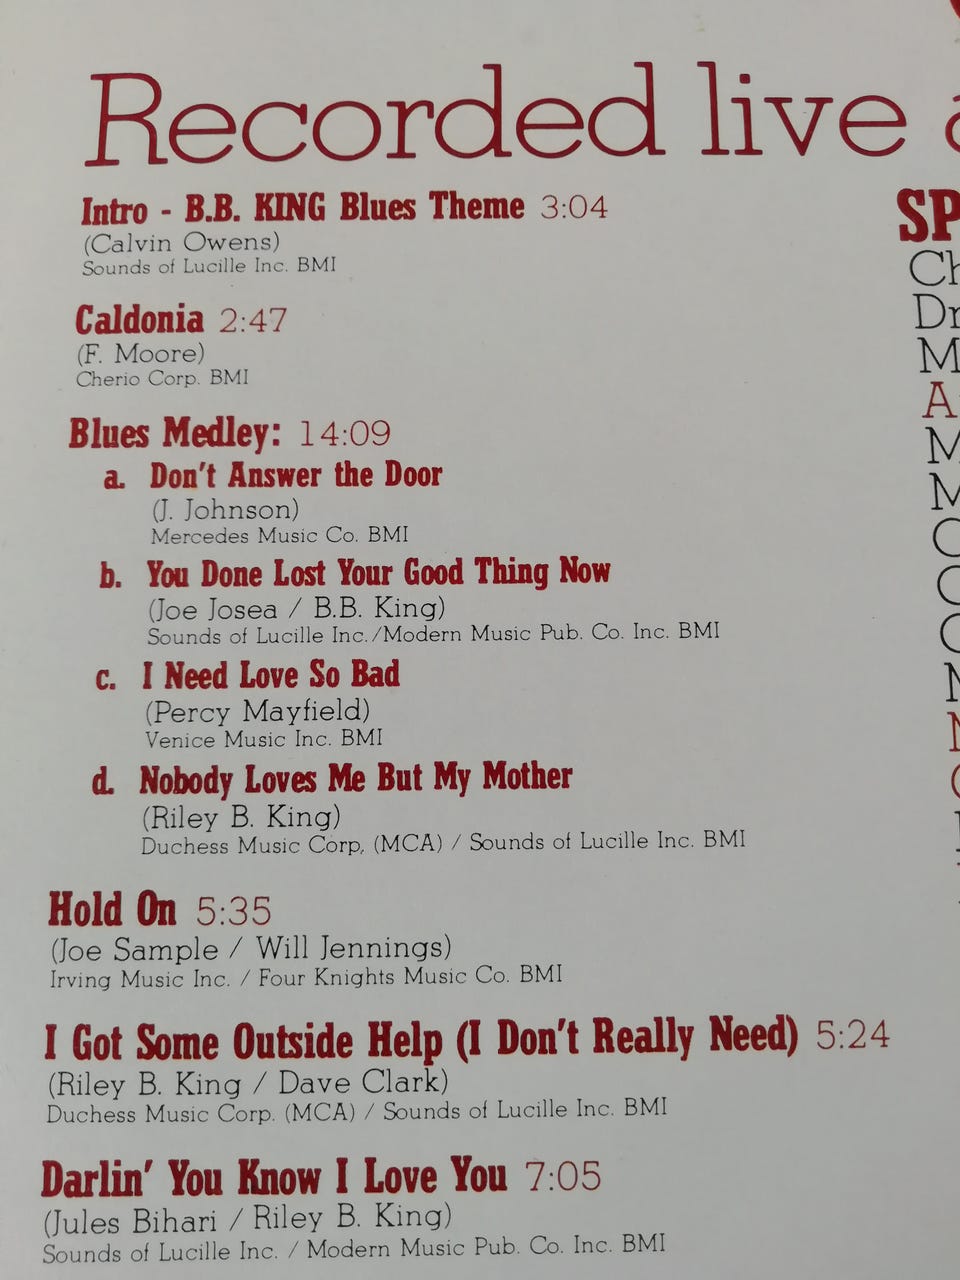 Recorded live
Intro - B.B. KING Blues Theme 3:04
(Calvin Owens)
Sounds of Lucille Inc. BMI
Caldonia 2:47
(F. Moore)
Cherio Corp. BMI
Blues Medley: 14:09
a. Don't Answer the Door
(J. Johnson)
Mercedes Music Co. BMI
b. You Done Lost Your Good Thing Now
(Joe Josea / B.B. King)
Sounds of Lucille Inc./Modern Music Pub. Co. Inc. BMI
c. I Need Love So Bad
(Percy Mayfield)
Venice Music Inc. BMI
d. Nobody Loves Me But My Mother
(Riley B. King)
Duchess Music Corp, (MCA) / Sounds of Lucille Inc. BMI
Hold On 5:35
(Joe Sample / Will Jennings)
Irving Music Inc. / Four Knights Music Co. BMI
I Got Some Outside Help (I Don't Really Need) 5:24
(Riley B. King / Dave Clark)
Duchess Music Corp. (MCA) / Sounds of Lucille Inc. BMI
Darlin' You Know I Love You 7:05
(Jules Bihari / Riley B. King)
Sounds of Lucille Inc. / Modern Music Pub. Co. Inc. BMI